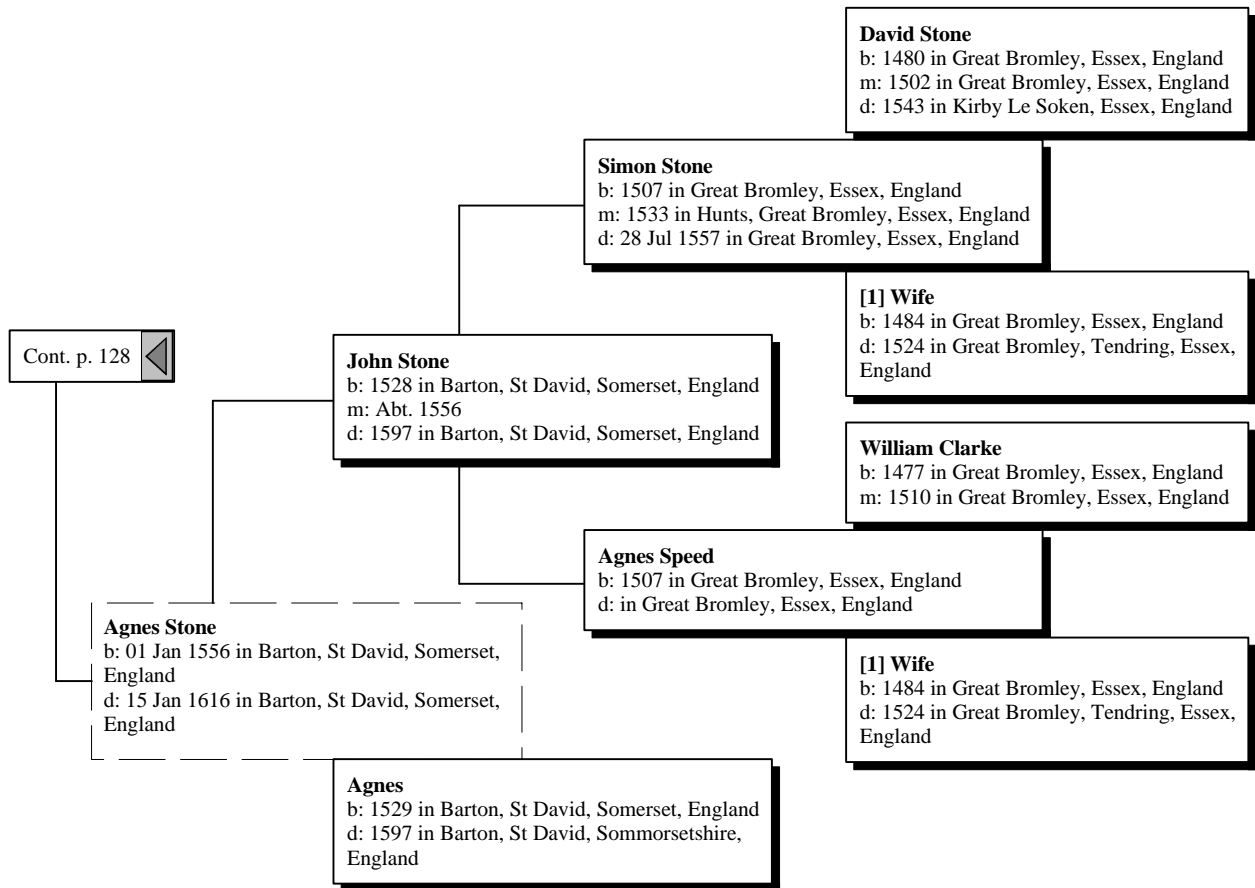 David Stone
b: 1480 in Great Bromley, Essex, England
m: 1502 in Great Bromley, Essex, England
d: 1543 in Kirby Le Soken, Essex, England
Simon Stone
b: 1507 in Great Bromley, Essex, England
m: 1533 in Hunts, Great Bromley, Essex, England
d: 28 Jul 1557 in Great Bromley, Essex, England
[1] Wife
b: 1484 in Great Bromley, Essex, England
d: 1524 in Great Bromley, Tendring, Essex,
England
Cont. p. 128
John Stone
b: 1528 in Barton, St David, Somerset, England
m: Abt. 1556
d: 1597 in Barton, St David, Somerset, England
William Clarke
b: 1477 in Great Bromley, Essex, England
m: 1510 in Great Bromley, Essex, England
Agnes Speed
b: 1507 in Great Bromley, Essex, England
d: in Great Bromley, Essex, England
Agnes Stone
b: 01 Jan 1556 in Barton, St David, Somerset,
England
d: 15 Jan 1616 in Barton, St David, Somerset,
England
[1] Wife
b: 1484 in Great Bromley, Essex, England
d: 1524 in Great Bromley, Tendring, Essex,
England
Agnes
b: 1529 in Barton, St David, Somerset, England
d: 1597 in Barton, St David, Sommorsetshire,
England